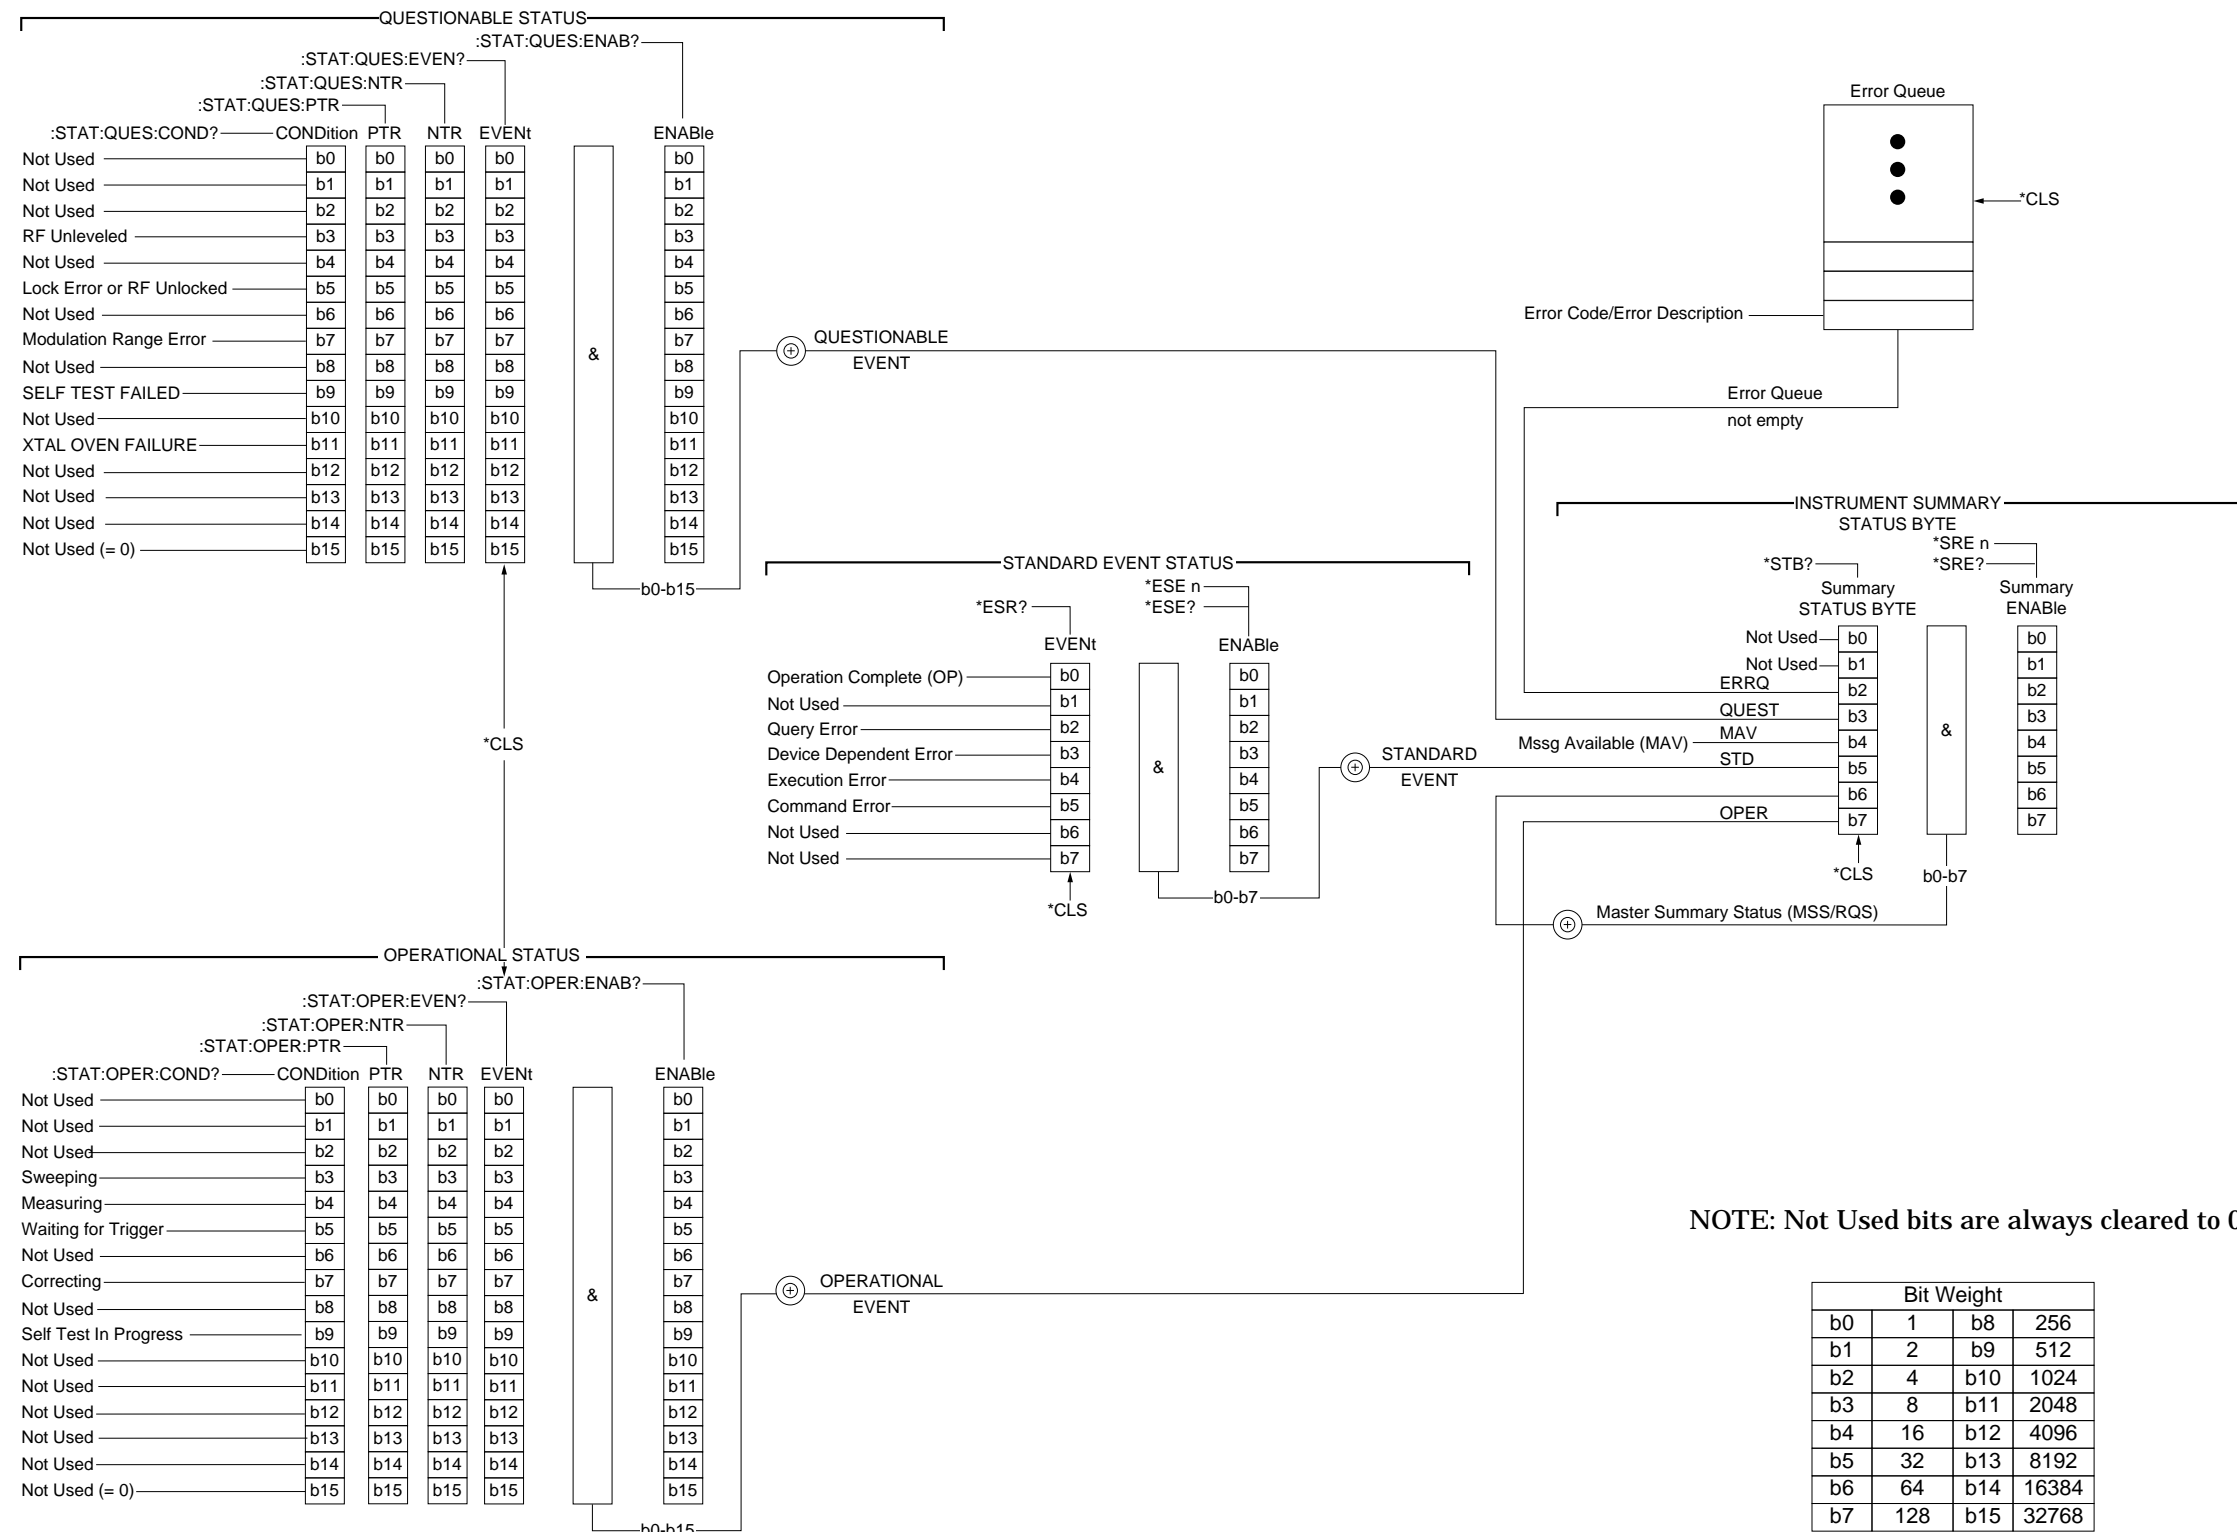 QUESTIONABLE STATUS
:STAT:QUES:ENAB?
:STAT:QUES:EVEN?
:STAT:QUES:NTR
:STAT:QUES:PTR
:STAT:QUES:COND? CONDition PTR NTR EVENt ENABle
Not Used b0 b0 b0 b0 b0
Not Used b1 b1 b1 b1 b1
Not Used b2 b2 b2 b2 b2
RF Unleveled b3 b3 b3 b3 b3
Not Used b4 b4 b4 b4 b4
Lock Error or RF Unlocked b5 b5 b5 b5 b5
Not Used b6 b6 b6 b6 b6
Modulation Range Error b7 b7 b7 b7 b7
&
Not Used b8 b8 b8 b8 b8
SELF TEST FAILED b9 b9 b9 b9 b9
Not Used b10 b10 b10 b10 b10
XTAL OVEN FAILURE b11 b11 b11 b11 b11
Not Used b12 b12 b12 b12 b12
Not Used b13 b13 b13 b13 b13
Not Used b14 b14 b14 b14 b14
Not Used (= 0) b15 b15 b15 b15 b15
b0-b15
QUESTIONABLE
EVENT
*CLS
Error Queue
*CLS
Error Code/Error Description
Error Queue
not empty
STANDARD EVENT STATUS
*ESE n
*ESR? *ESE?
EVENt ENABle
Operation Complete (OP) b0 b0
Not Used b1 b1
Query Error b2 b2
Device Dependent Error b3 b3
&
Execution Error b4 b4
Command Error b5 b5
Not Used b6 b6
Not Used b7 b7
b0-b7
*CLS
STANDARD
EVENT
INSTRUMENT SUMMARY
STATUS BYTE
*SRE n
*STB? *SRE?
Summary Summary
STATUS BYTE ENABle
Not Used b0 b0
Not Used b1 b1
ERRQ b2 b2
QUEST b3 b3
&
Mssg Available (MAV) MAV b4 b4
STD b5 b5
b6 b6
OPER b7 b7
*CLS b0-b7
Master Summary Status (MSS/RQS)
OPERATIONAL STATUS
:STAT:OPER:ENAB?
:STAT:OPER:EVEN?
:STAT:OPER:NTR
:STAT:OPER:PTR
:STAT:OPER:COND? CONDition PTR NTR EVENt ENABle
Not Used b0 b0 b0 b0 b0
Not Used b1 b1 b1 b1 b1
Not Used b2 b2 b2 b2 b2
Sweeping b3 b3 b3 b3 b3
Measuring b4 b4 b4 b4 b4
Waiting for Trigger b5 b5 b5 b5 b5
Not Used b6 b6 b6 b6 b6
Correcting b7 b7 b7 b7 b7
&
Not Used b8 b8 b8 b8 b8
Self Test In Progress b9 b9 b9 b9 b9
Not Used b10 b10 b10 b10 b10
Not Used b11 b11 b11 b11 b11
Not Used b12 b12 b12 b12 b12
Not Used b13 b13 b13 b13 b13
Not Used b14 b14 b14 b14 b14
Not Used (= 0) b15 b15 b15 b15 b15
b0-b15
OPERATIONAL
EVENT
NOTE: Not Used bits are always cleared to 0
Bit Weight
b0 1 b8 256
b1 2 b9 512
b2 4 b10 1024
b3 8 b11 2048
b4 16 b12 4096
b5 32 b13 8192
b6 64 b14 16384
b7 128 b15 32768